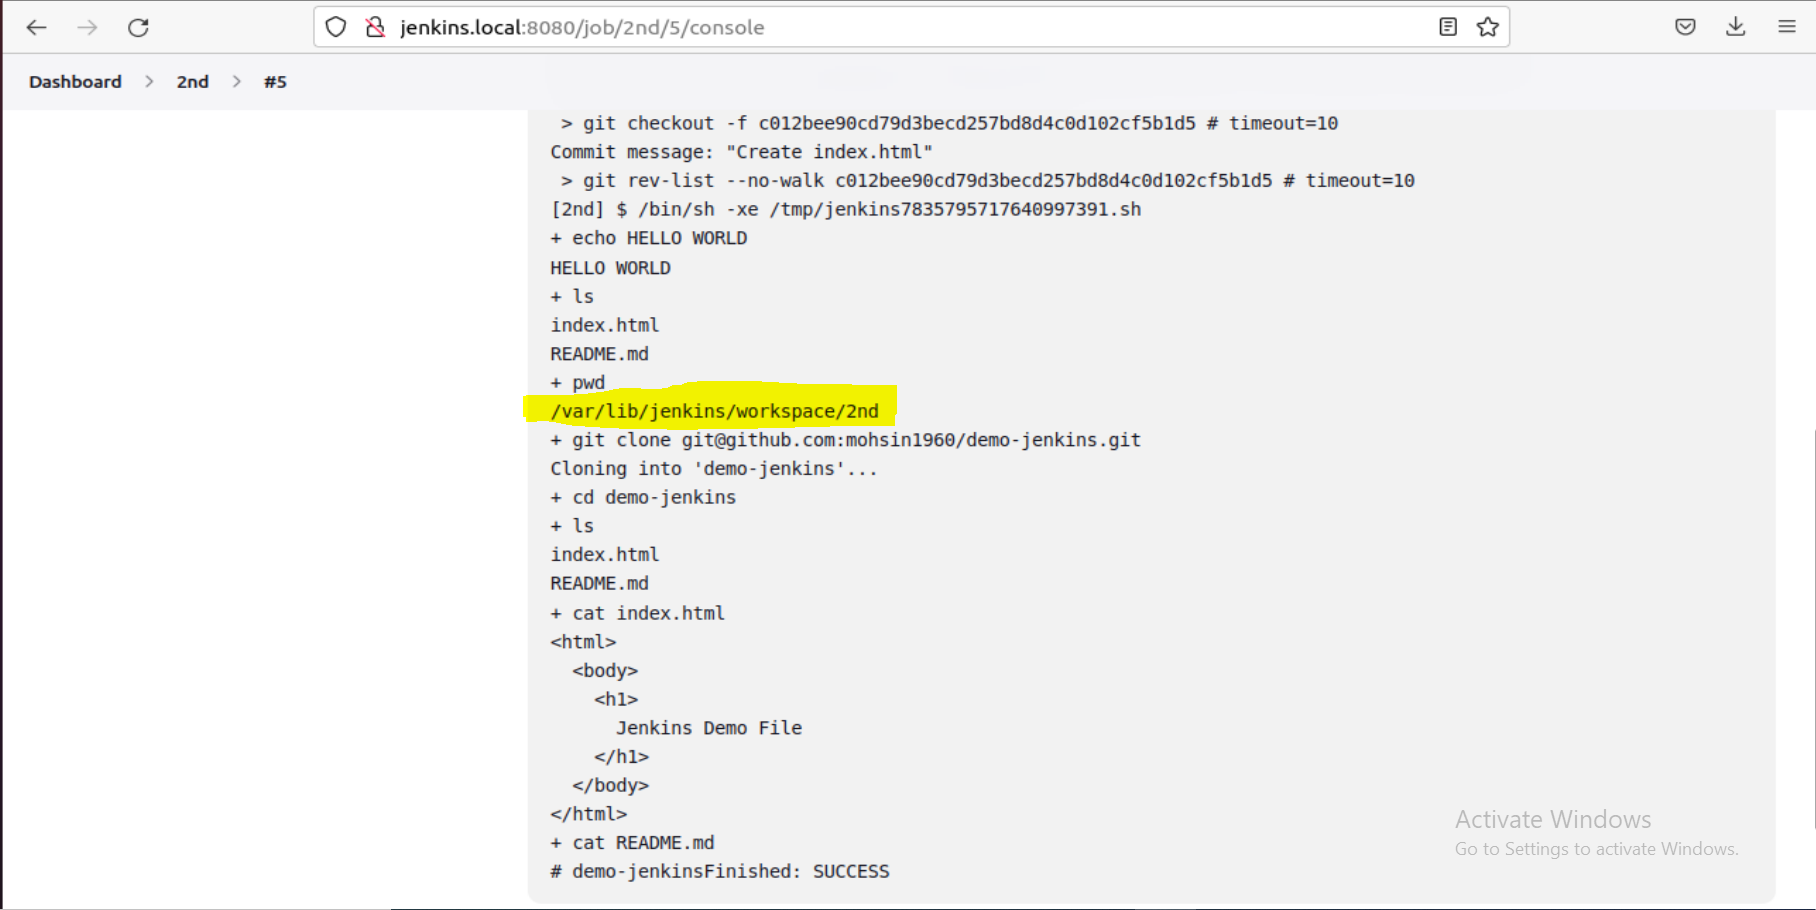 jenkins.local:8080/job/2nd/5/console
Dashboard > 2nd > #5
 > git checkout -f c012bee90cd79d3becd257bd8d4c0d102cf5b1d5 # timeout=10
Commit message: "Create index.html"
 > git rev-list --no-walk c012bee90cd79d3becd257bd8d4c0d102cf5b1d5 # timeout=10
[2nd] $ /bin/sh -xe /tmp/jenkins7835795717640997391.sh
+ echo HELLO WORLD
HELLO WORLD
+ ls
index.html
README.md
+ pwd
/var/lib/jenkins/workspace/2nd
+ git clone git@github.com:mohsin1960/demo-jenkins.git
Cloning into 'demo-jenkins'...
+ cd demo-jenkins
+ ls
index.html
README.md
+ cat index.html
<html>
  <body>
    <h1>
      Jenkins Demo File
    </h1>
  </body>
</html>
+ cat README.md
# demo-jenkinsFinished: SUCCESS
Activate Windows
Go to Settings to activate Windows.